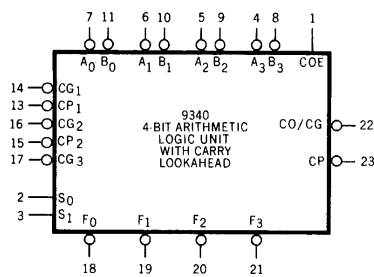 7 11 6 10 5 9 4 8 1
A0 B0 A1 B1 A2 B2 A3 B3 COE
14 CG1
13 CP1
16 CG2
15 CP2
17 CG3
9340
4-BIT ARITHMETIC
LOGIC UNIT
WITH CARRY
LOOKAHEAD
CO/CG 22
CP 23
2 S0
3 S1
F0 F1 F2 F3
18 19 20 21